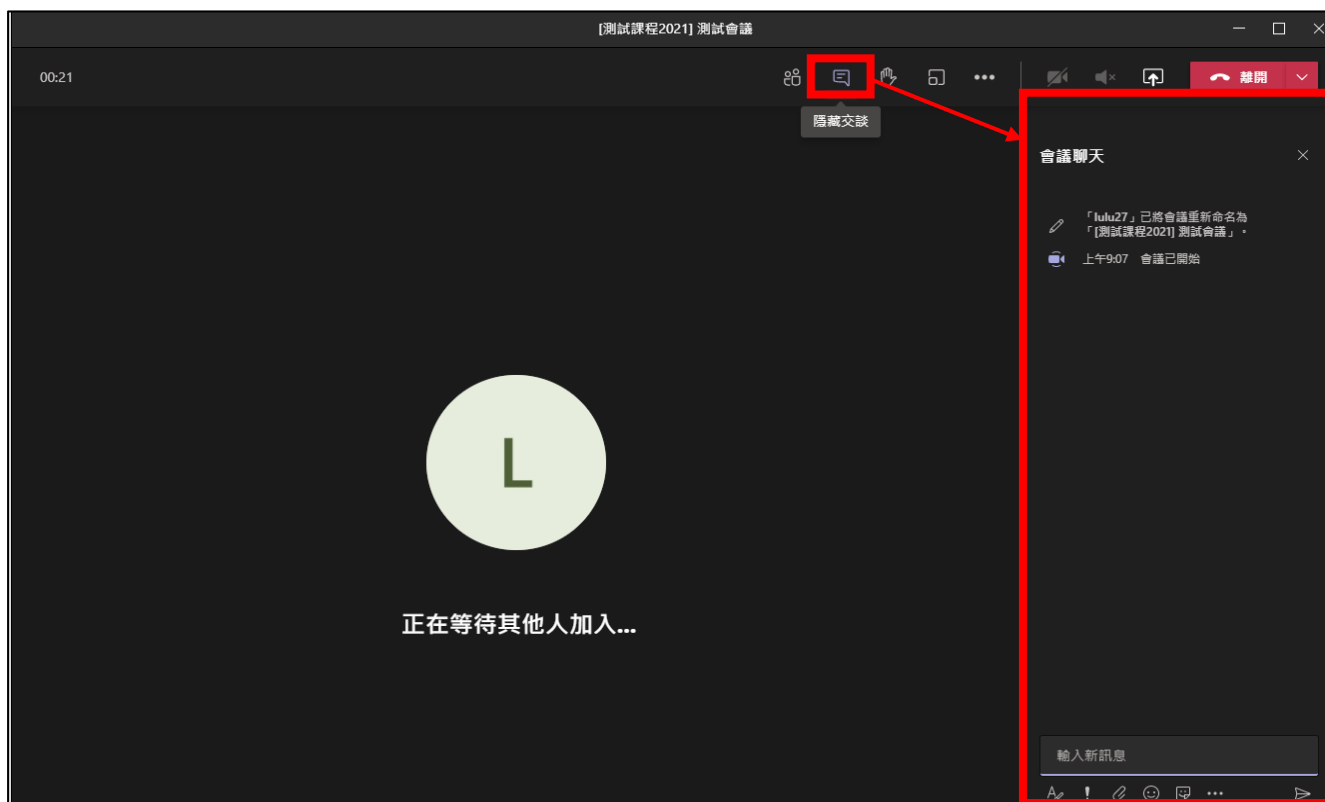 [測試課程2021] 測試會議
00:21
離開
隱藏交談
會議聊天
「lulu27」已將會議重新命名為
「[測試課程2021] 測試會議」。
上午9:07 會議已開始
L
正在等待其他人加入...
輸入新訊息